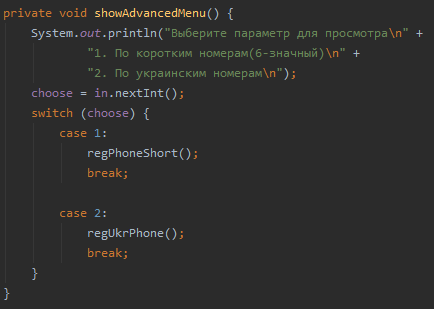 private void showAdvancedMenu() {
    System.out.println("Выберите параметр для просмотра\n" +
            "1. По коротким номерам(6-значный)\n" +
            "2. По украинским номерам\n");
    choose = in.nextInt();
    switch (choose) {
        case 1:
            regPhoneShort();
            break;

        case 2:
            regUkrPhone();
            break;
    }
}